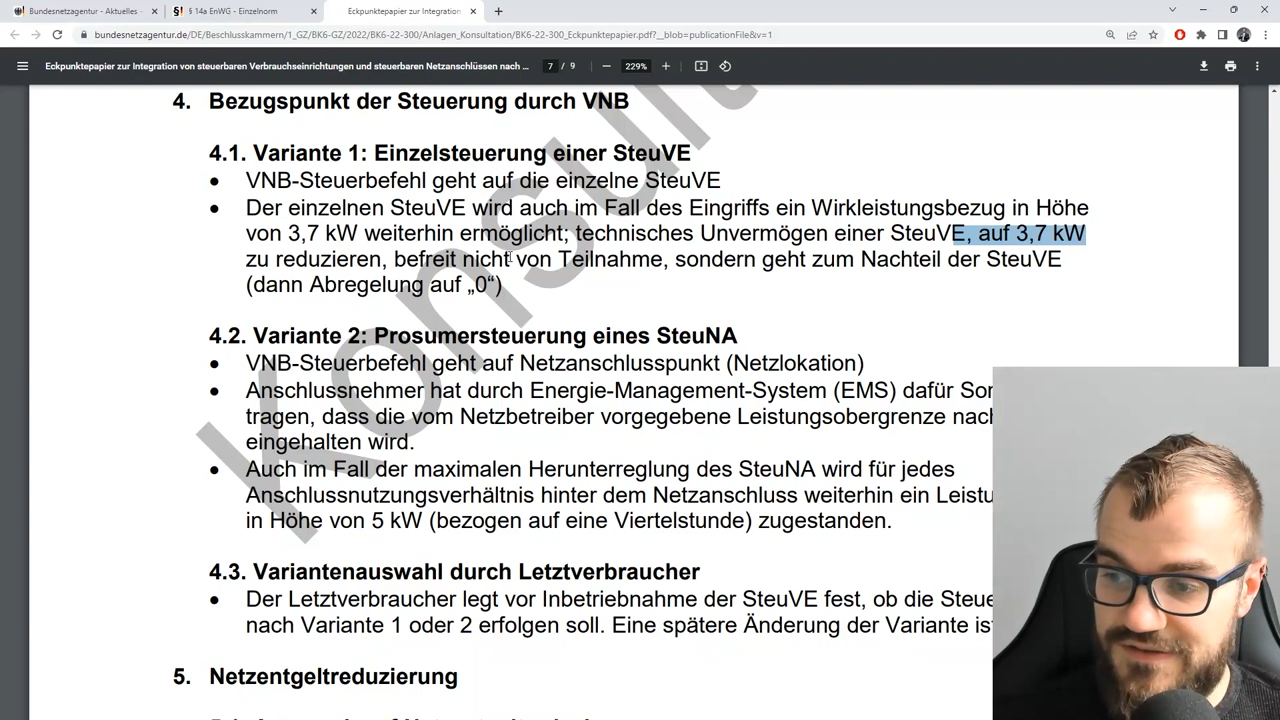 Bundesnetzagentur - Aktuelles -
§ 14a EnWG - Einzelnorm
Eckpunktepapier zur Integration
bundesnetzagentur.de/DE/Beschlusskammern/1_GZ/BK6-GZ/2022/BK6-22-300/Anlagen_Konsultation/BK6-22-300_Eckpunktepapier.pdf?__blob=publicationFile&v=1
Eckpunktepapier zur Integration von steuerbaren Verbrauchseinrichtungen und steuerbaren Netzanschlüssen nach ...
7 / 9
229%
Konsult
4. Bezugspunkt der Steuerung durch VNB
4.1. Variante 1: Einzelsteuerung einer SteuVE
• VNB-Steuerbefehl geht auf die einzelne SteuVE
• Der einzelnen SteuVE wird auch im Fall des Eingriffs ein Wirkleistungsbezug in Höhe
von 3,7 kW weiterhin ermöglicht; technisches Unvermögen einer SteuVE, auf 3,7 kW
zu reduzieren, befreit nicht von Teilnahme, sondern geht zum Nachteil der SteuVE
(dann Abregelung auf „0“)
4.2. Variante 2: Prosumersteuerung eines SteuNA
• VNB-Steuerbefehl geht auf Netzanschlusspunkt (Netzlokation)
• Anschlussnehmer hat durch Energie-Management-System (EMS) dafür Sor
tragen, dass die vom Netzbetreiber vorgegebene Leistungsobergrenze nach
eingehalten wird.
• Auch im Fall der maximalen Herunterreglung des SteuNA wird für jedes
Anschlussnutzungsverhältnis hinter dem Netzanschluss weiterhin ein Leistu
in Höhe von 5 kW (bezogen auf eine Viertelstunde) zugestanden.
4.3. Variantenauswahl durch Letztverbraucher
• Der Letztverbraucher legt vor Inbetriebnahme der SteuVE fest, ob die Steue
nach Variante 1 oder 2 erfolgen soll. Eine spätere Änderung der Variante ist
5. Netzentgeltreduzierung